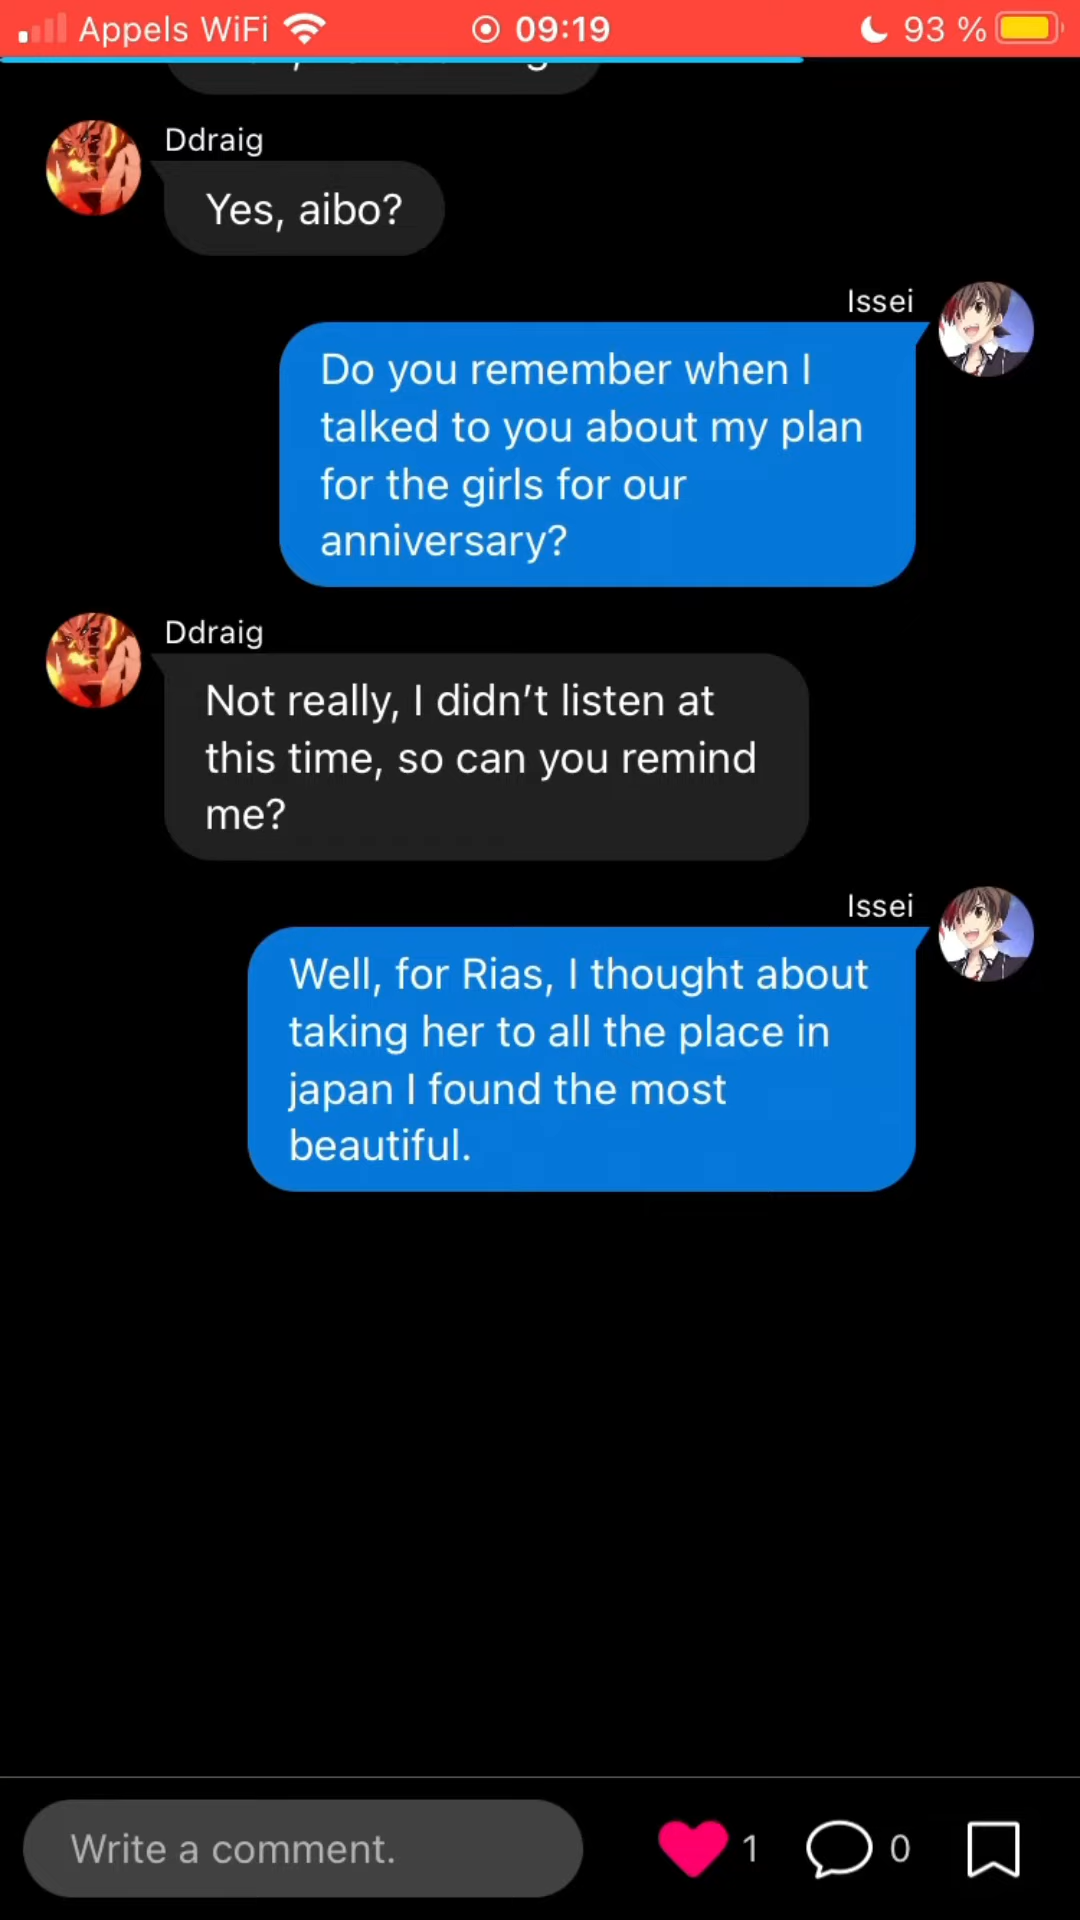 Appels WiFi 09:19 93 %
Ddraig
Yes, aibo?
Issei
Do you remember when I
talked to you about my plan
for the girls for our
anniversary?
Ddraig
Not really, I didn't listen at
this time, so can you remind
me?
Issei
Well, for Rias, I thought about
taking her to all the place in
japan I found the most
beautiful.
Write a comment. 1 0